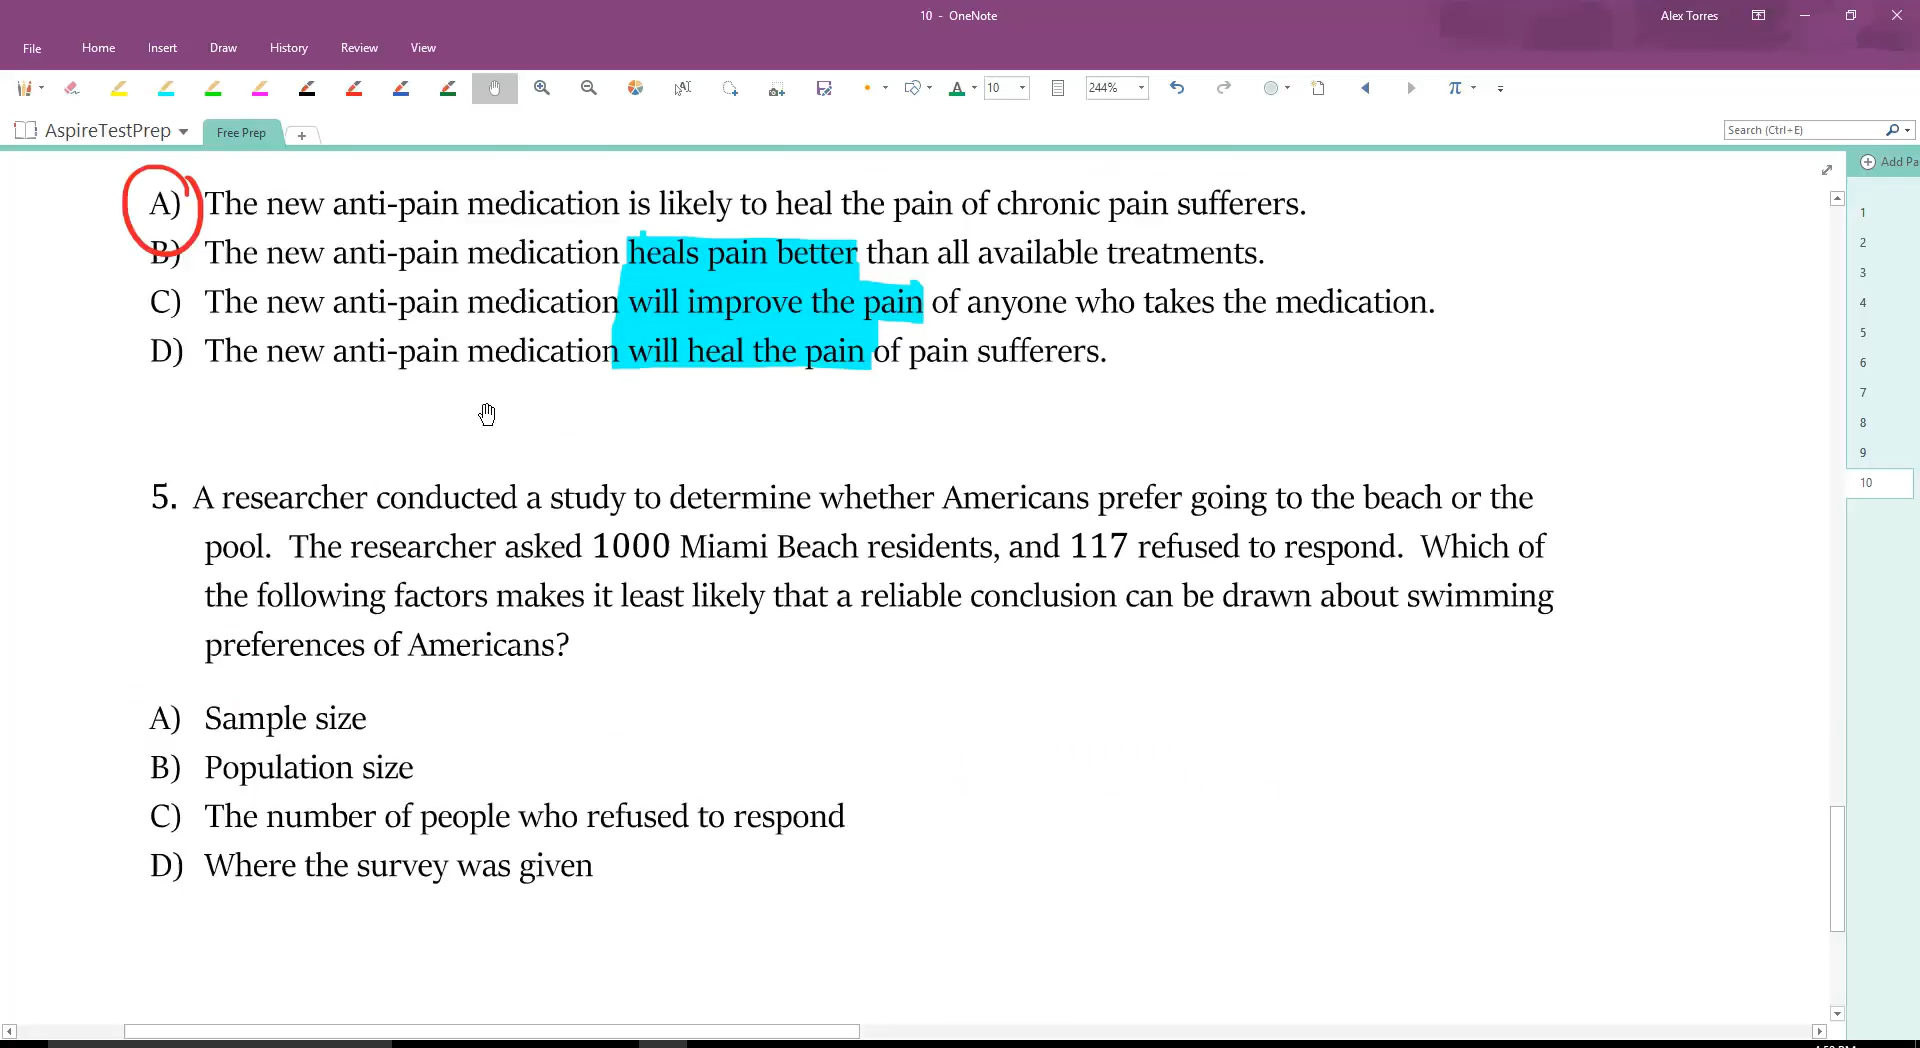 10 - OneNote
Alex Torres
File Home Insert Draw History Review View
10
244%
π
AspireTestPrep
Free Prep
Search (Ctrl+E)
Add Pa
A) The new anti-pain medication is likely to heal the pain of chronic pain sufferers.
B) The new anti-pain medication heals pain better than all available treatments.
C) The new anti-pain medication will improve the pain of anyone who takes the medication.
D) The new anti-pain medication will heal the pain of pain sufferers.
5. A researcher conducted a study to determine whether Americans prefer going to the beach or the
pool. The researcher asked 1000 Miami Beach residents, and 117 refused to respond. Which of
the following factors makes it least likely that a reliable conclusion can be drawn about swimming
preferences of Americans?
A) Sample size
B) Population size
C) The number of people who refused to respond
D) Where the survey was given
1
2
3
4
5
6
7
8
9
10